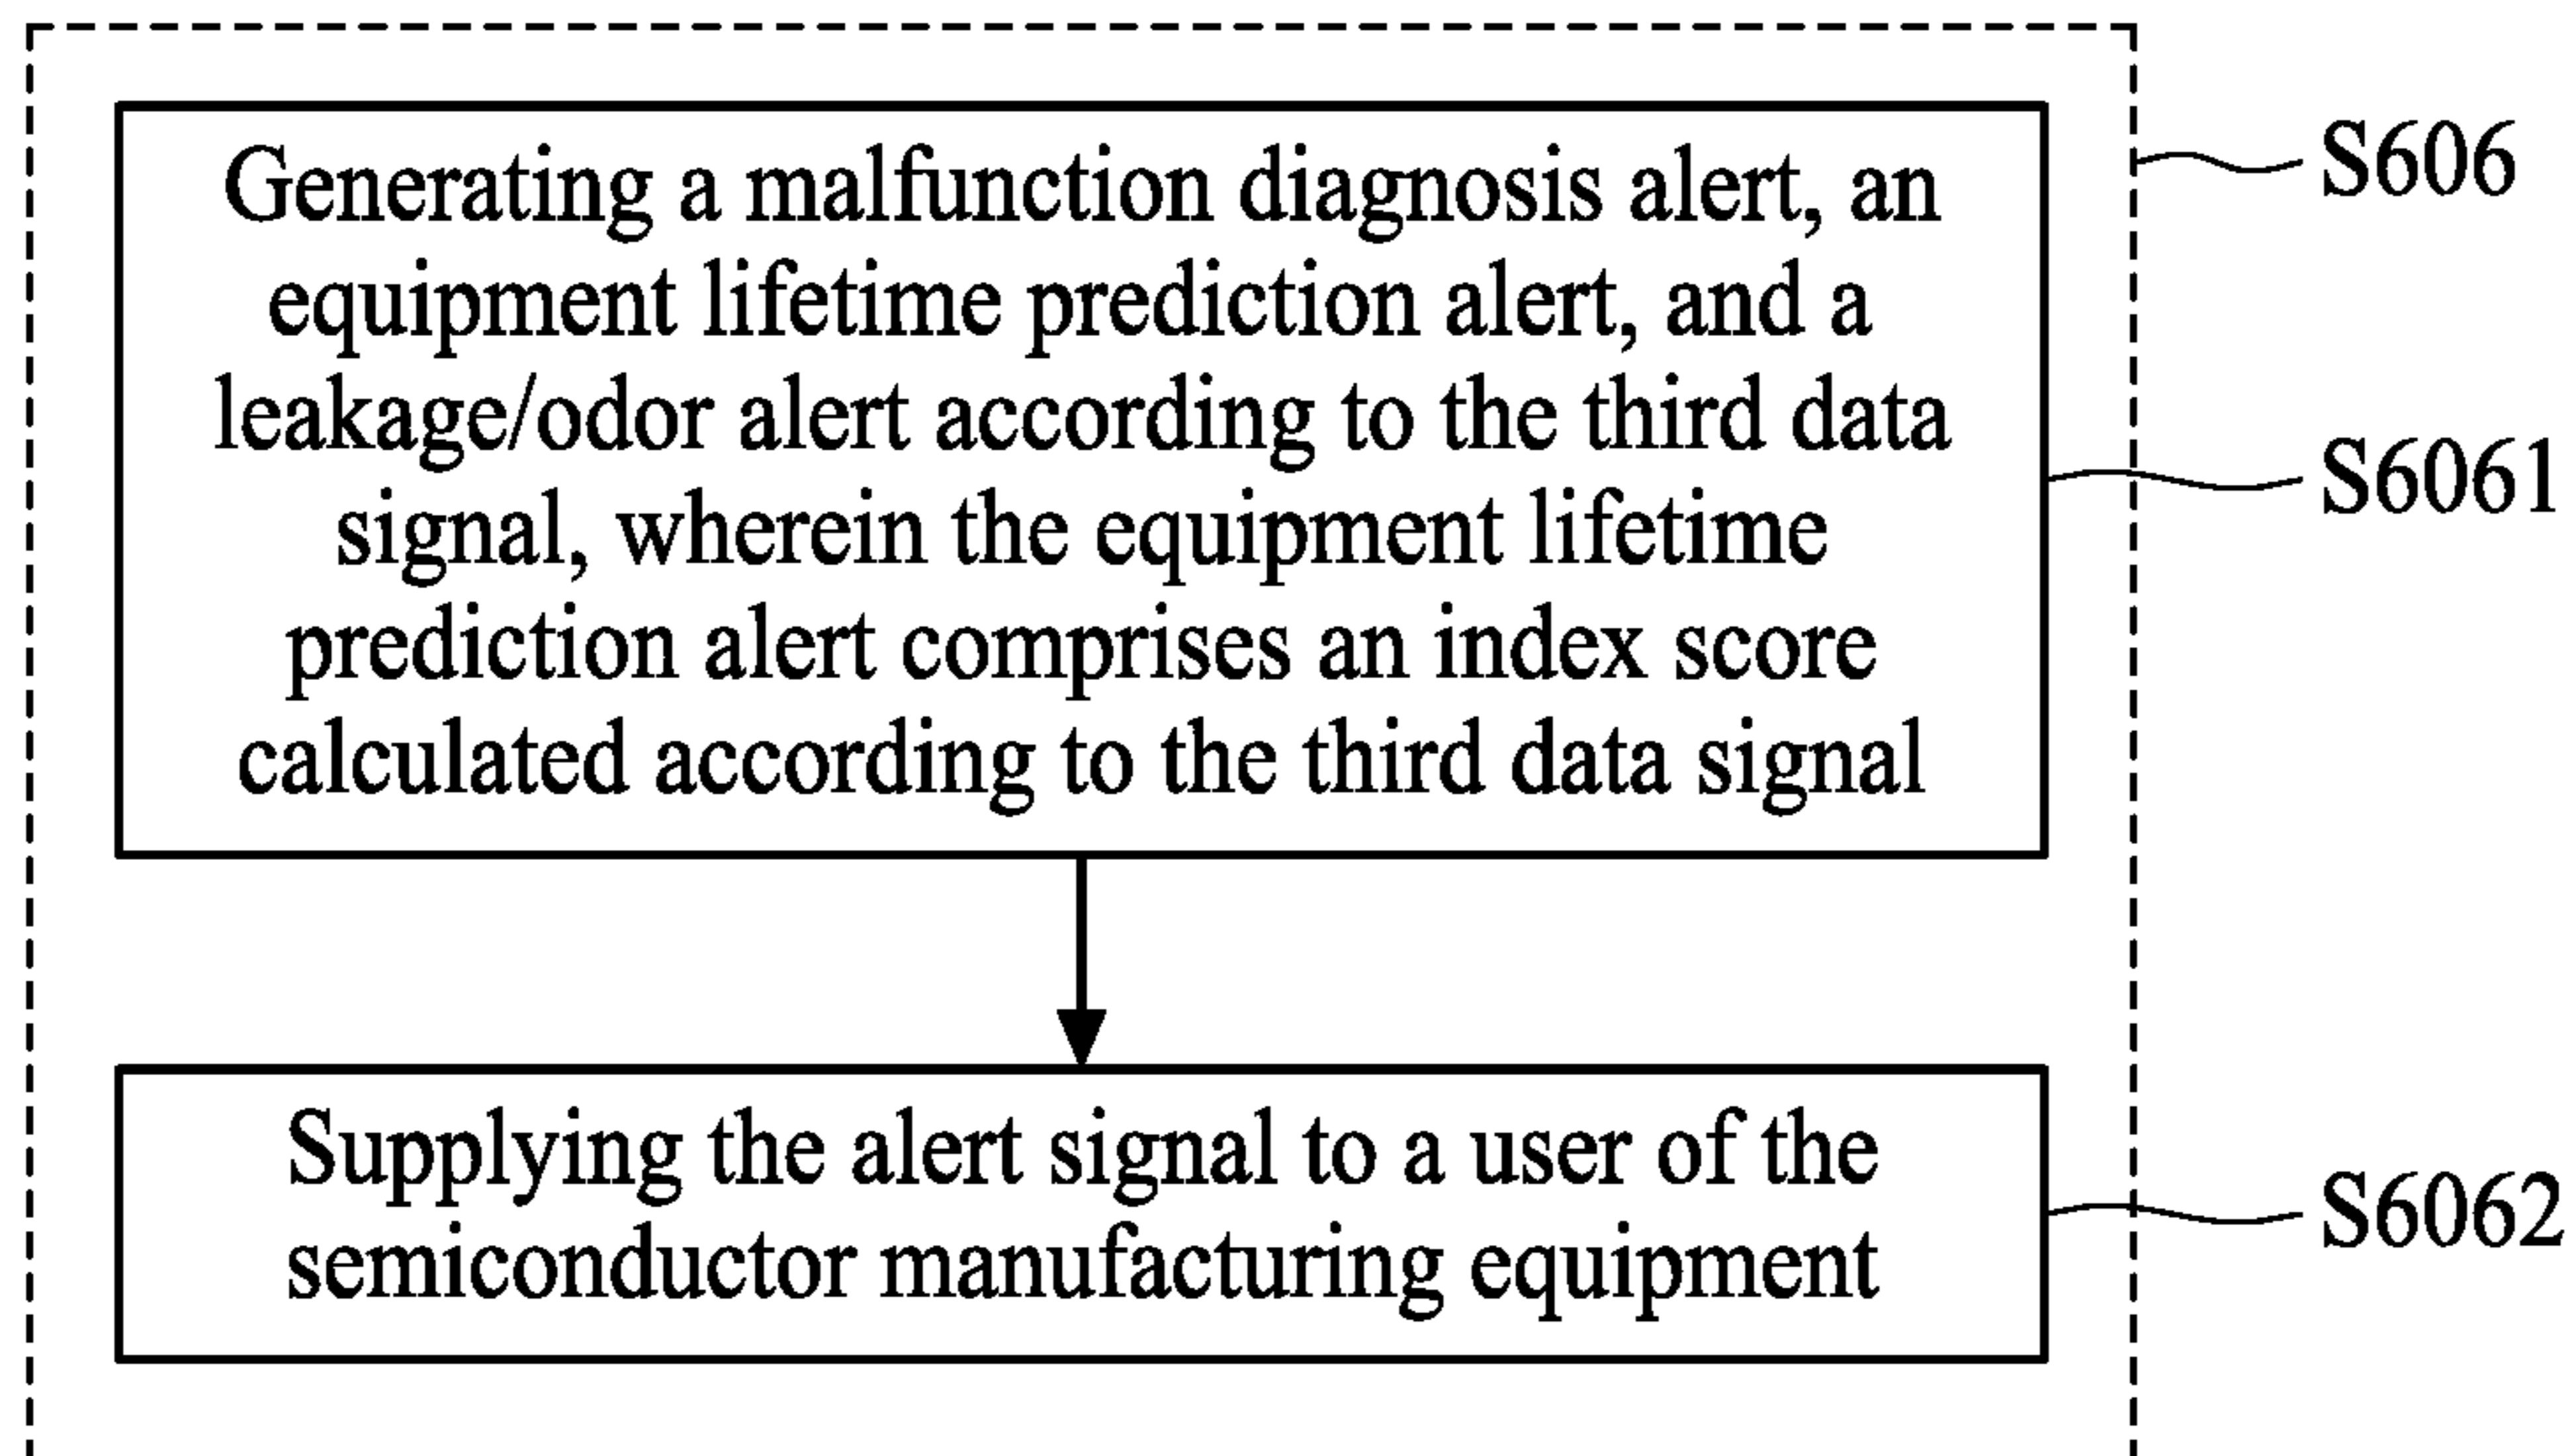 Generating a malfunction diagnosis alert, an
equipment lifetime prediction alert, and a
leakage/odor alert according to the third data
signal, wherein the equipment lifetime
prediction alert comprises an index score
calculated according to the third data signal
S606
S6061
Supplying the alert signal to a user of the
semiconductor manufacturing equipment
S6062